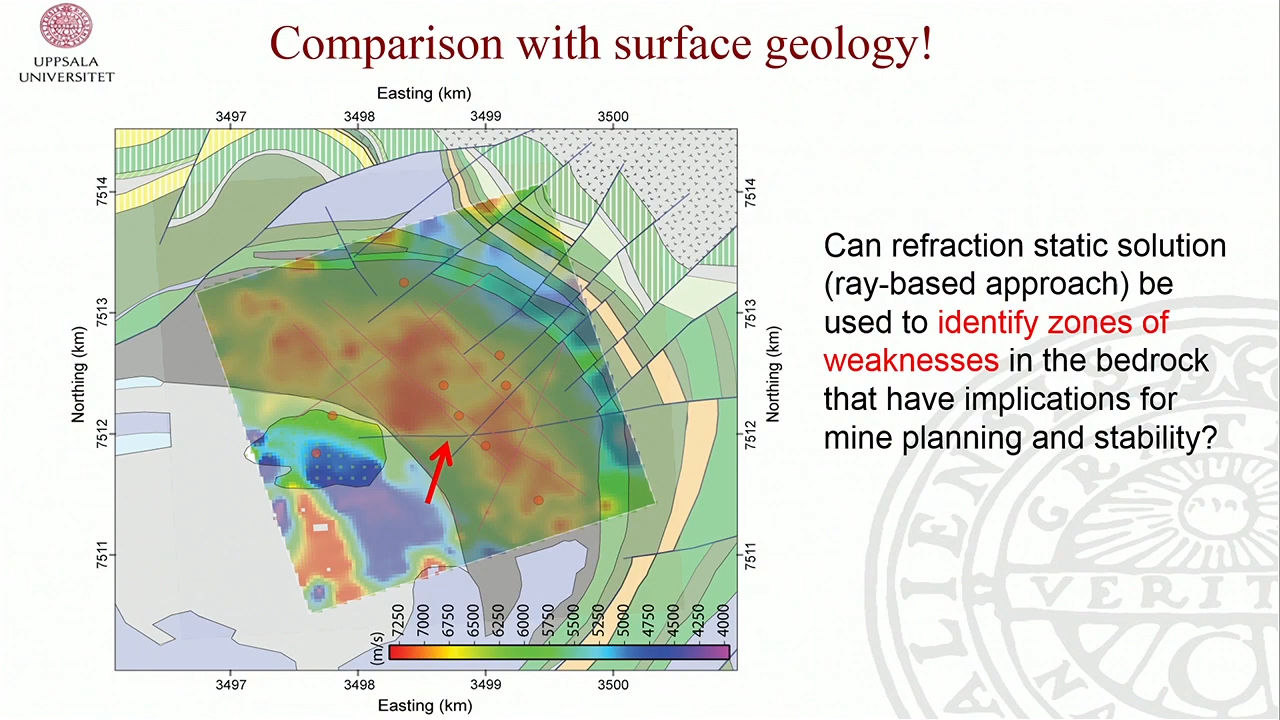 UPPSALA
UNIVERSITET
Comparison with surface geology!
Easting (km)
3497 3498 3499 3500
7514 7514
7513 7513
Northing (km) Northing (km)
7512 7512
7511 7511
(m/s) 7250 7000 6750 6500 6250 6000 5750 5500 5250 5000 4750 4500 4250 4000
3497 3498 3499 3500
Easting (km)
Can refraction static solution
(ray-based approach) be
used to identify zones of
weaknesses in the bedrock
that have implications for
mine planning and stability?
VERIT